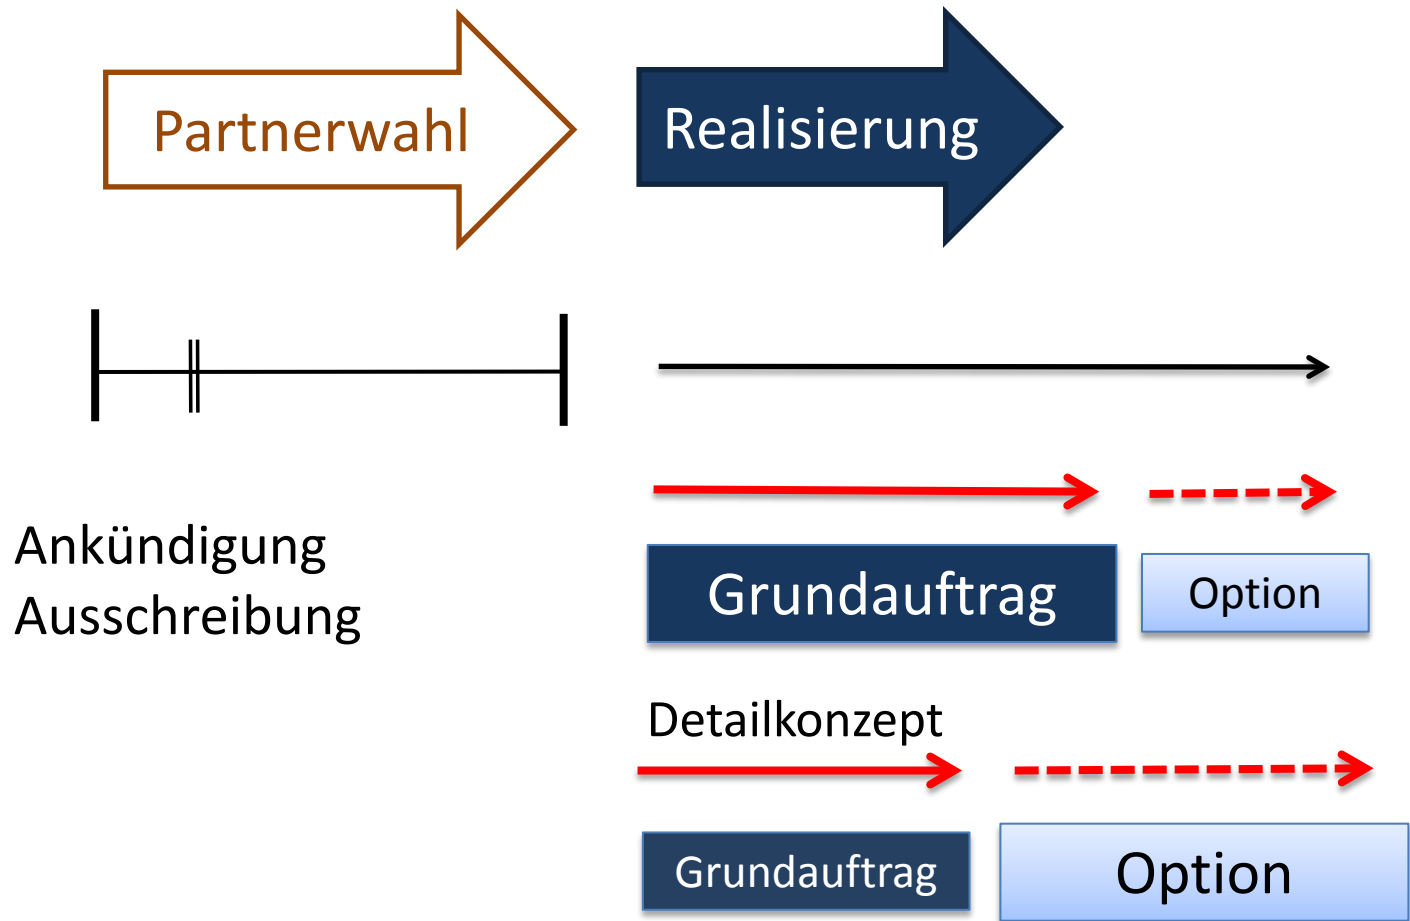 Partnerwahl
Realisierung
Ankündigung
Ausschreibung
Grundauftrag
Option
Detailkonzept
Grundauftrag
Option